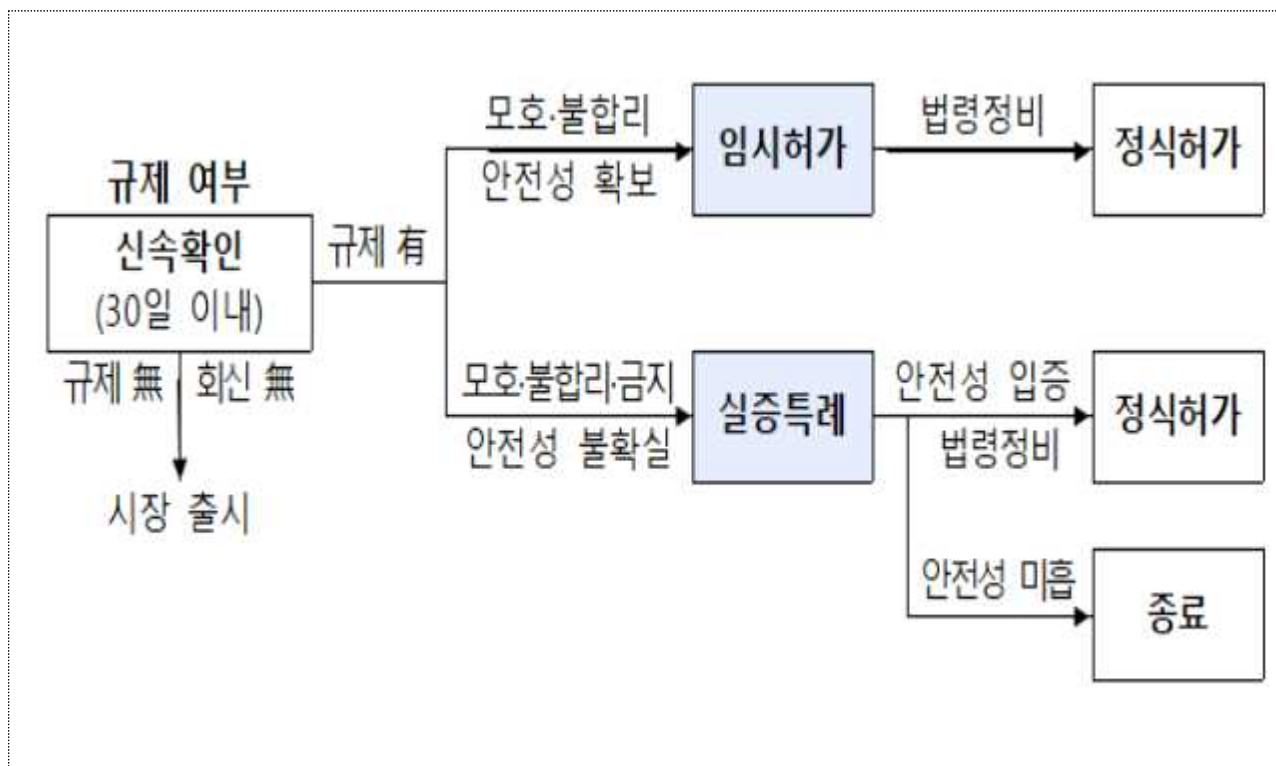 규제 여부
신속확인
(30일 이내)
규제 無
회신 無
시장 출시
규제 有
모호·불합리
안전성 확보
임시허가
법령정비
정식허가
모호·불합리·금지
안전성 불확실
실증특례
안전성 입증
법령정비
정식허가
안전성 미흡
종료